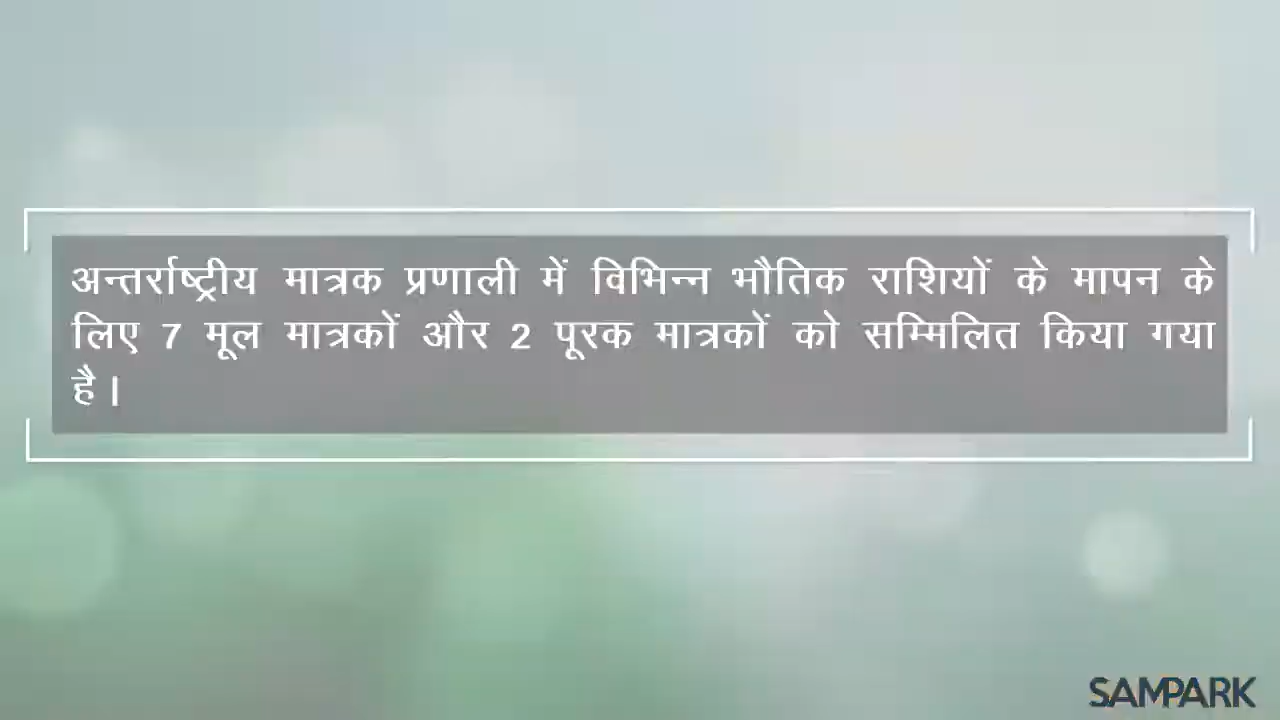 अन्तर्राष्ट्रीय मात्रक प्रणाली में विभिन्न भौतिक राशियों के मापन के
लिए 7 मूल मात्रकों और 2 पूरक मात्रकों को सम्मिलित किया गया
है।
SAMPARK